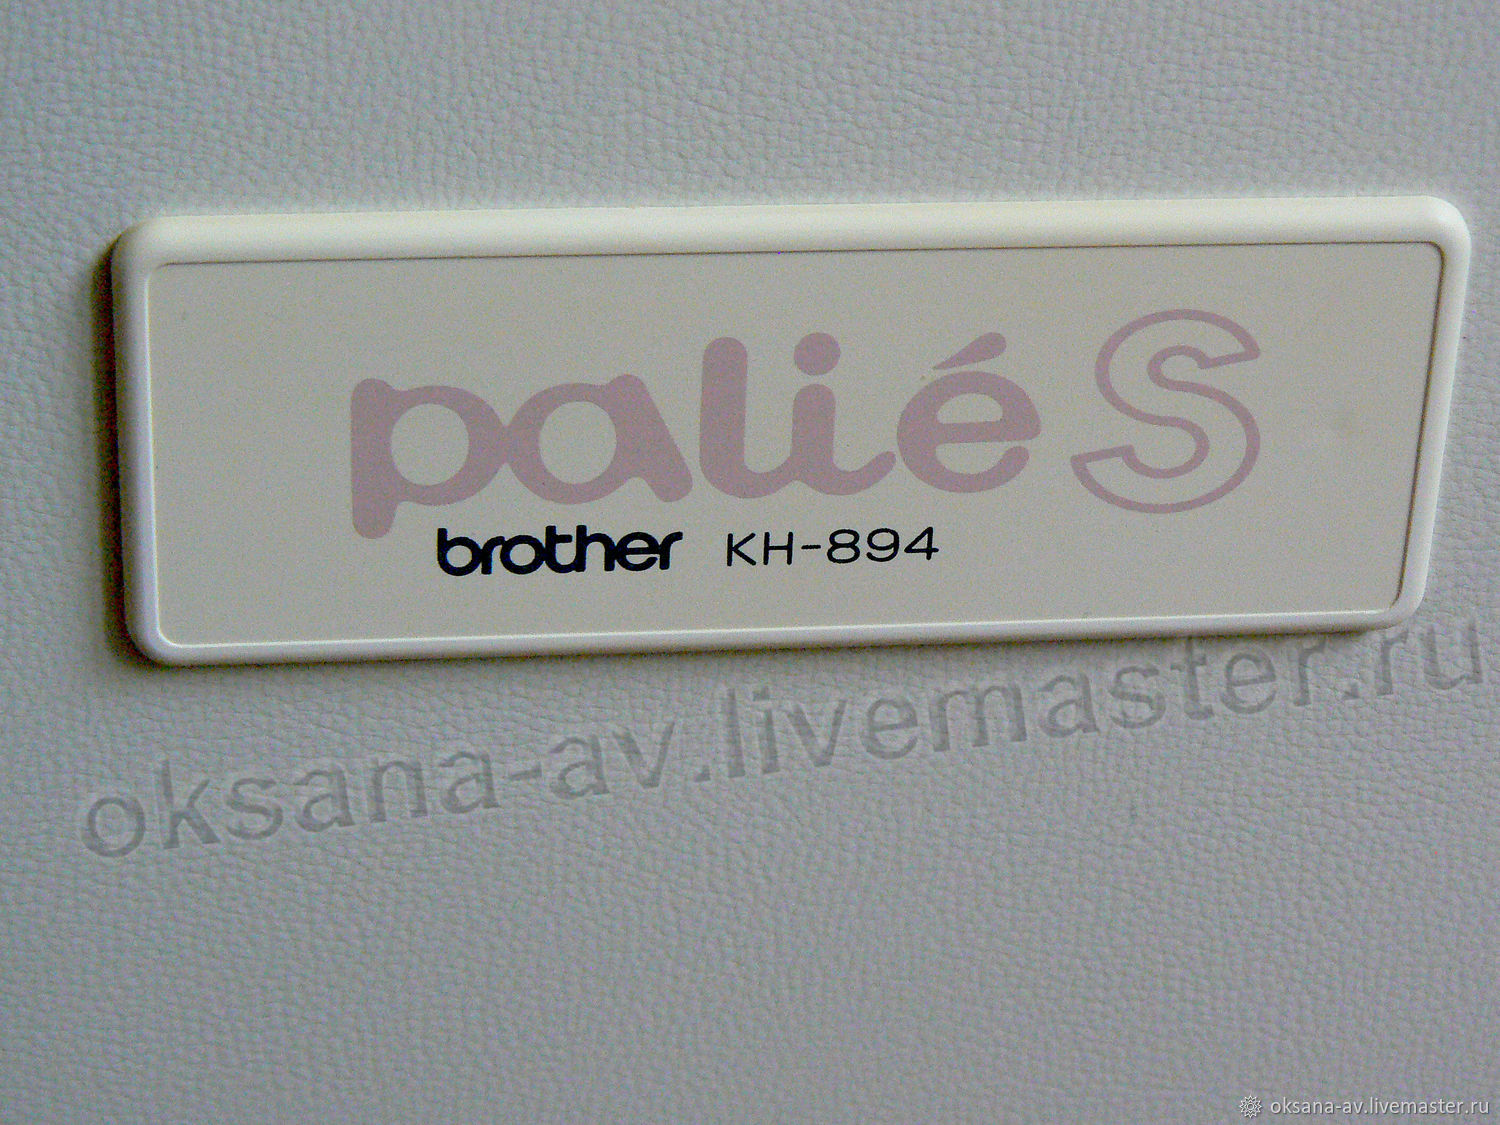 palié S
brother KH-894
oksana-av.livemaster.ru
oksana-av.livemaster.ru